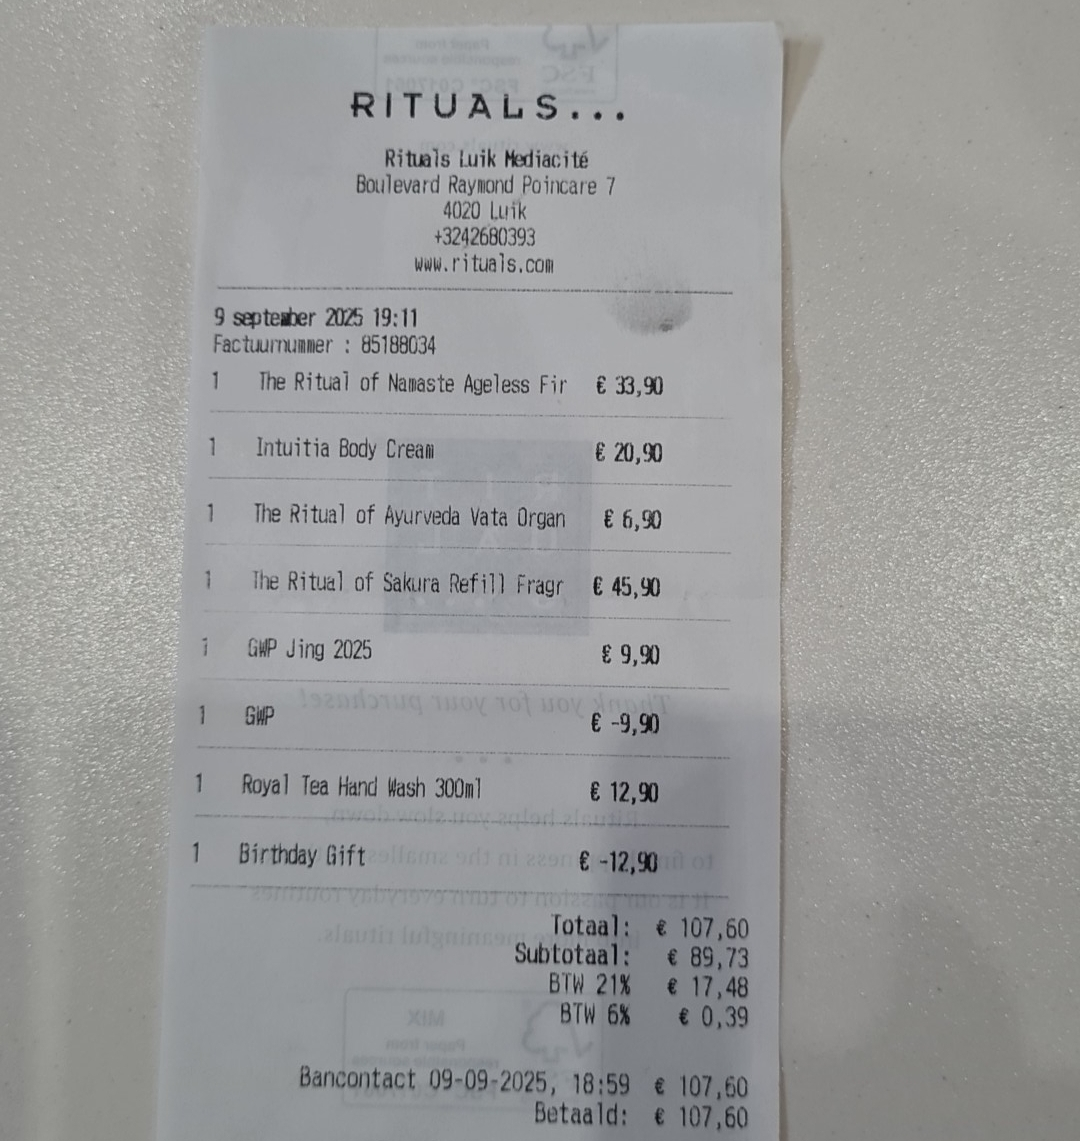 RITUALS...
Rituals Luik Mediacité
Boulevard Raymond Poincare 7
4020 Luik
+3242680393
www.rituals.com
9 september 2025 19:11
Factuurnummer : 85188034
1 The Ritual of Namaste Ageless Fir € 33,90
1 Intuitia Body Cream € 20,90
1 The Ritual of Ayurveda Vata Organ € 6,90
1 The Ritual of Sakura Refill Fragr € 45,90
1 GWP Jing 2025 € 9,90
1 GWP € -9,90
1 Royal Tea Hand Wash 300ml € 12,90
1 Birthday Gift € -12,90
Totaal: € 107,60
Subtotaal: € 89,73
BTW 21% € 17,48
BTW 6% € 0,39
Bancontact 09-09-2025, 18:59 € 107,60
Betaald: € 107,60